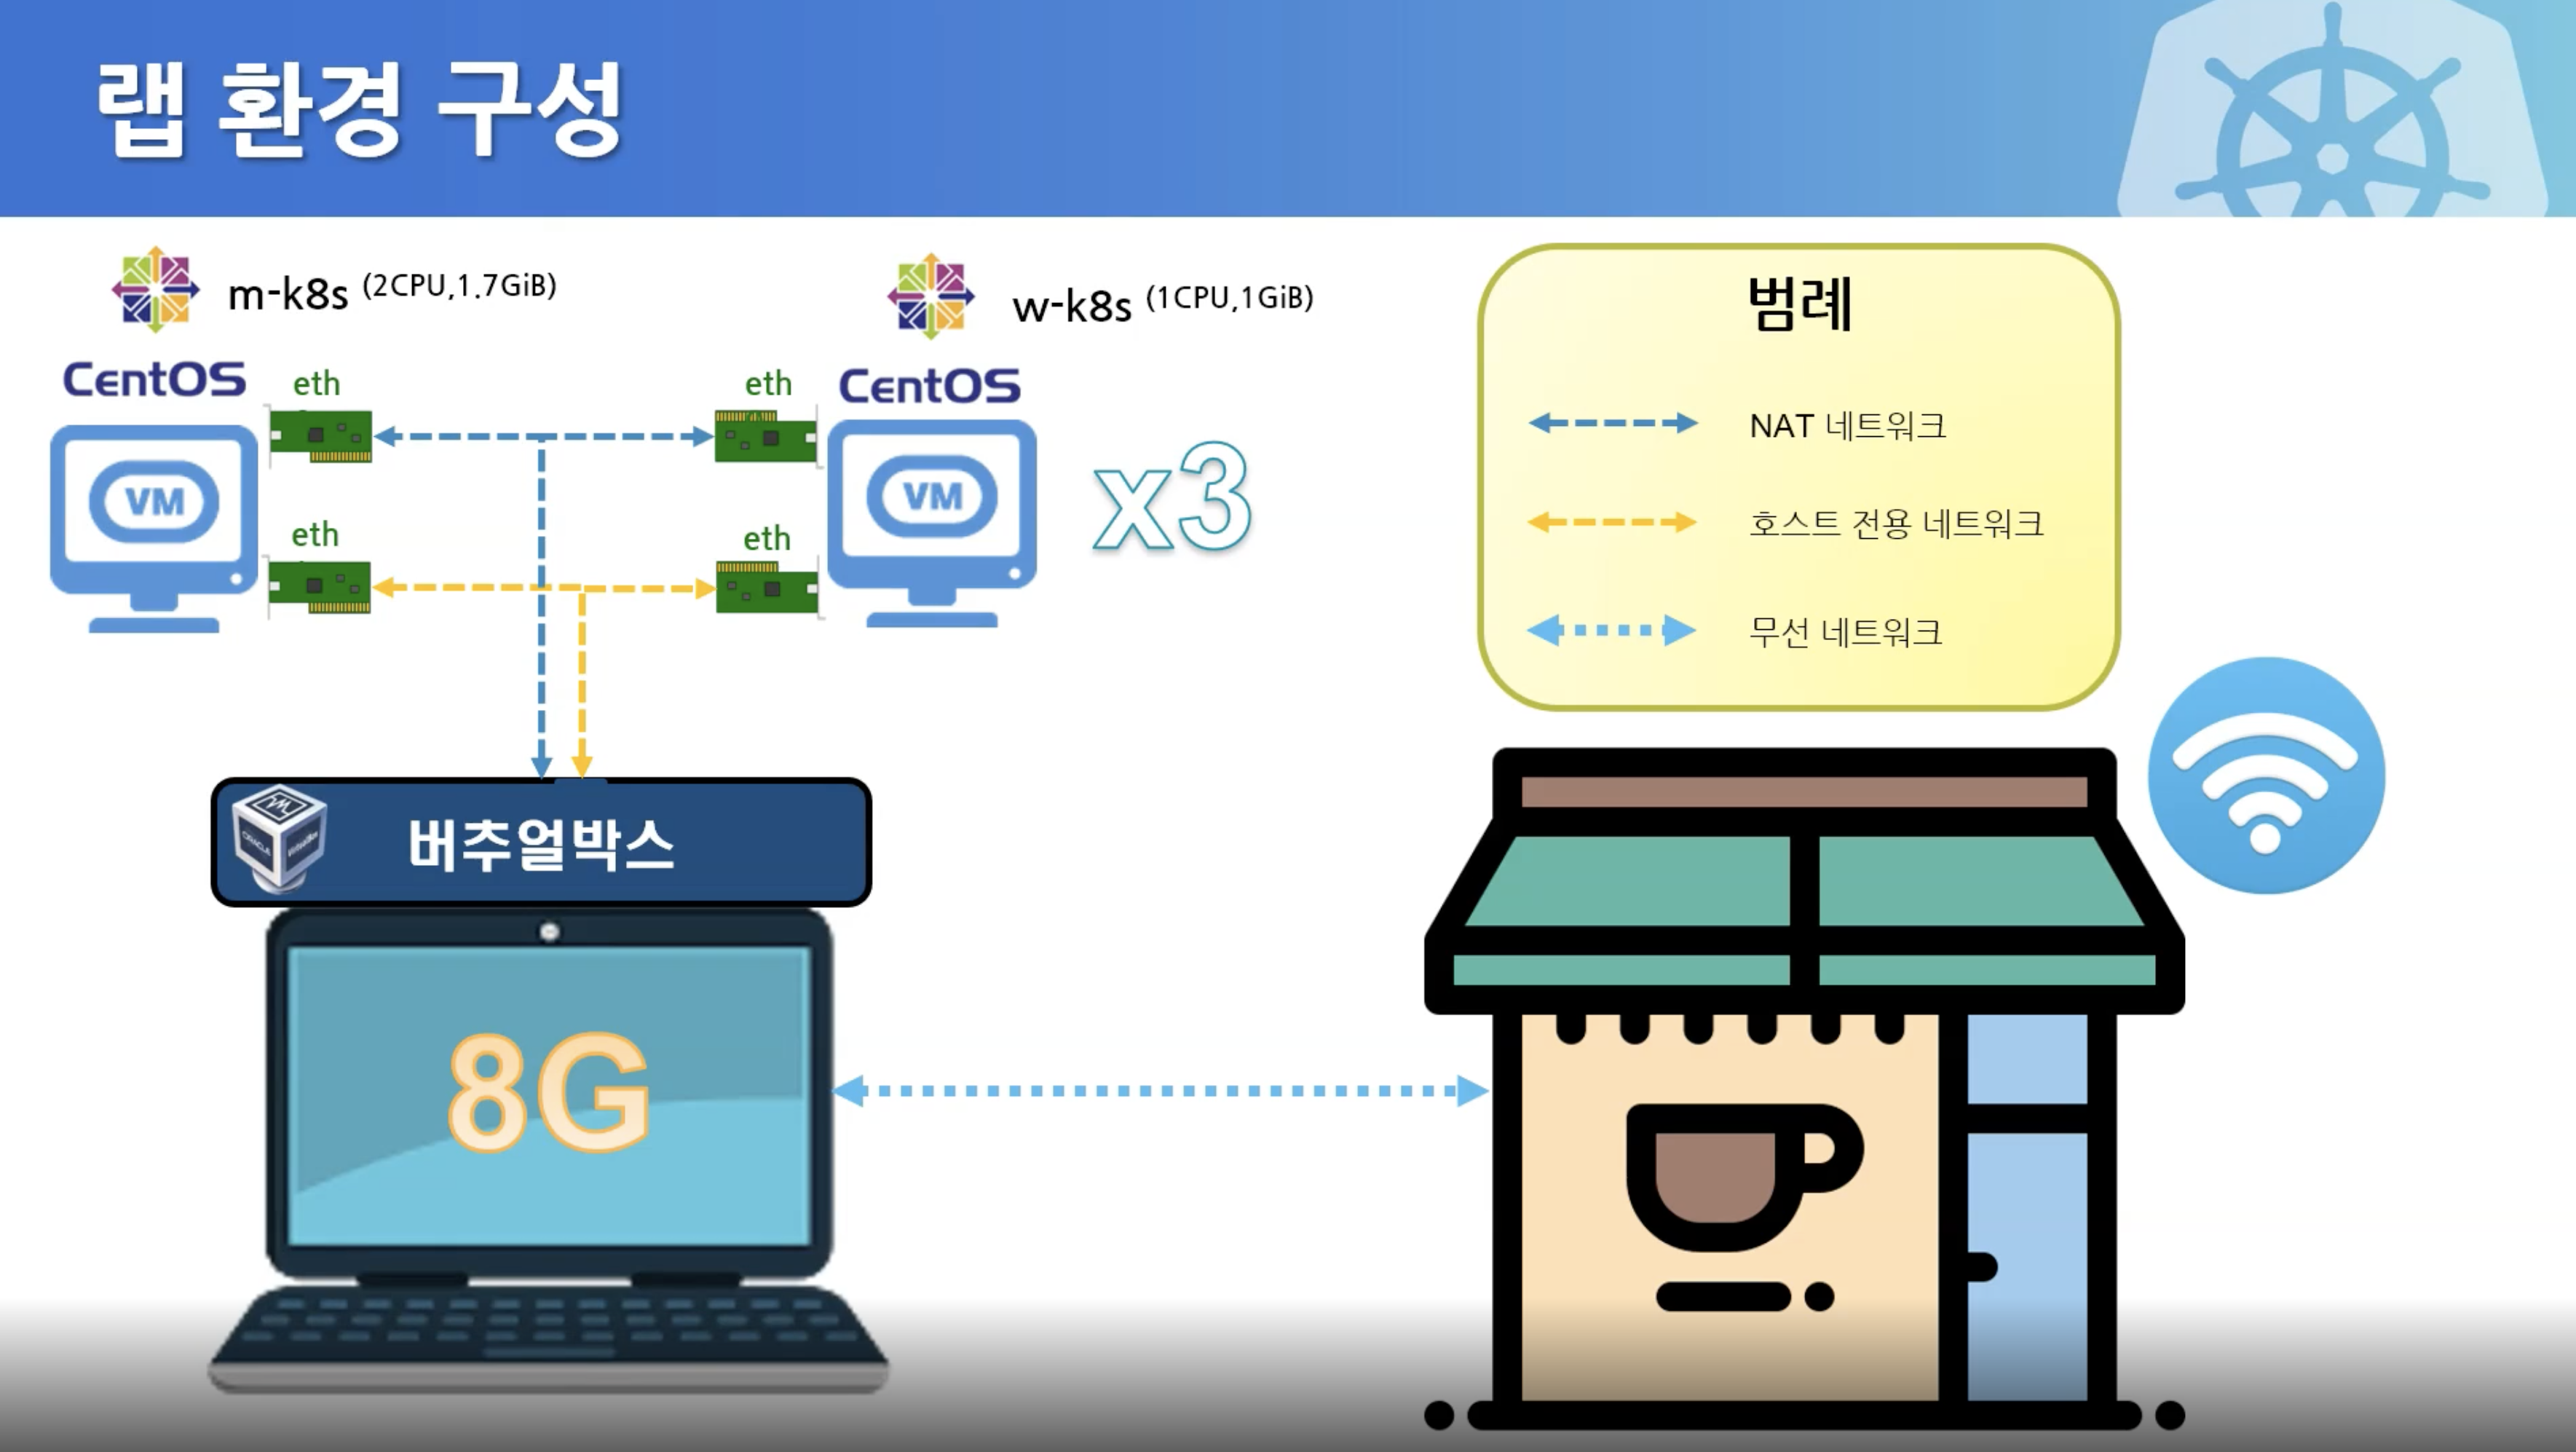 랩 환경 구성
m-k8s (2CPU,1.7GiB)
w-k8s (1CPU,1GiB)
CentOS
eth
eth
CentOS
VM
eth
eth
VM
x3
범례
NAT 네트워크
호스트 전용 네트워크
무선 네트워크
버추얼박스
8G